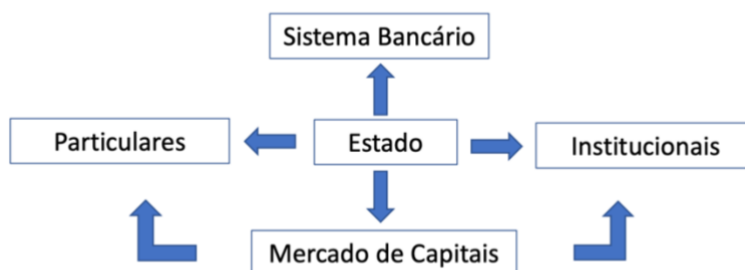 Sistema Bancário
Particulares
Estado
Institucionais
Mercado de Capitais